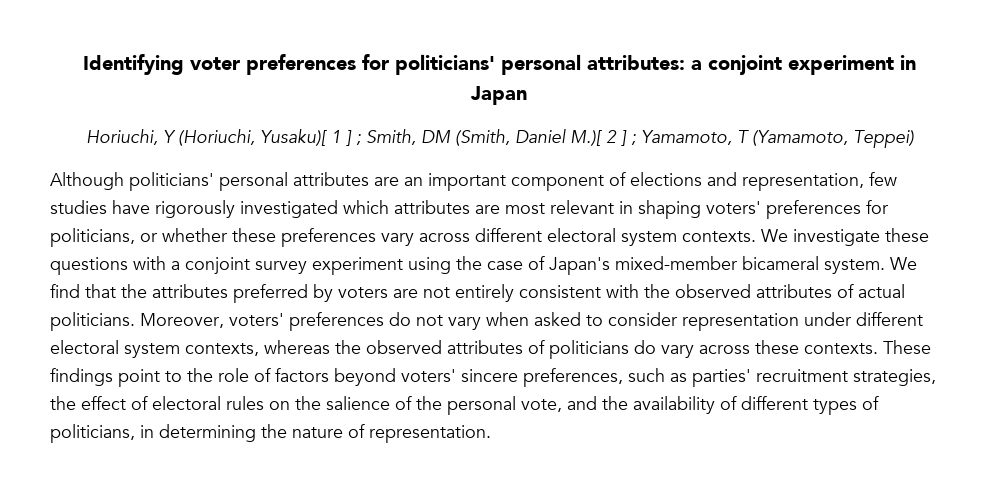 Identifying voter preferences for politicians' personal attributes: a conjoint experiment in
Japan
Horiuchi, Y (Horiuchi, Yusaku)[ 1 ] ; Smith, DM (Smith, Daniel M.)[ 2 ] ; Yamamoto, T (Yamamoto, Teppei)
Although politicians' personal attributes are an important component of elections and representation, few
studies have rigorously investigated which attributes are most relevant in shaping voters' preferences for
politicians, or whether these preferences vary across different electoral system contexts. We investigate these
questions with a conjoint survey experiment using the case of Japan's mixed-member bicameral system. We
find that the attributes preferred by voters are not entirely consistent with the observed attributes of actual
politicians. Moreover, voters' preferences do not vary when asked to consider representation under different
electoral system contexts, whereas the observed attributes of politicians do vary across these contexts. These
findings point to the role of factors beyond voters' sincere preferences, such as parties' recruitment strategies,
the effect of electoral rules on the salience of the personal vote, and the availability of different types of
politicians, in determining the nature of representation.